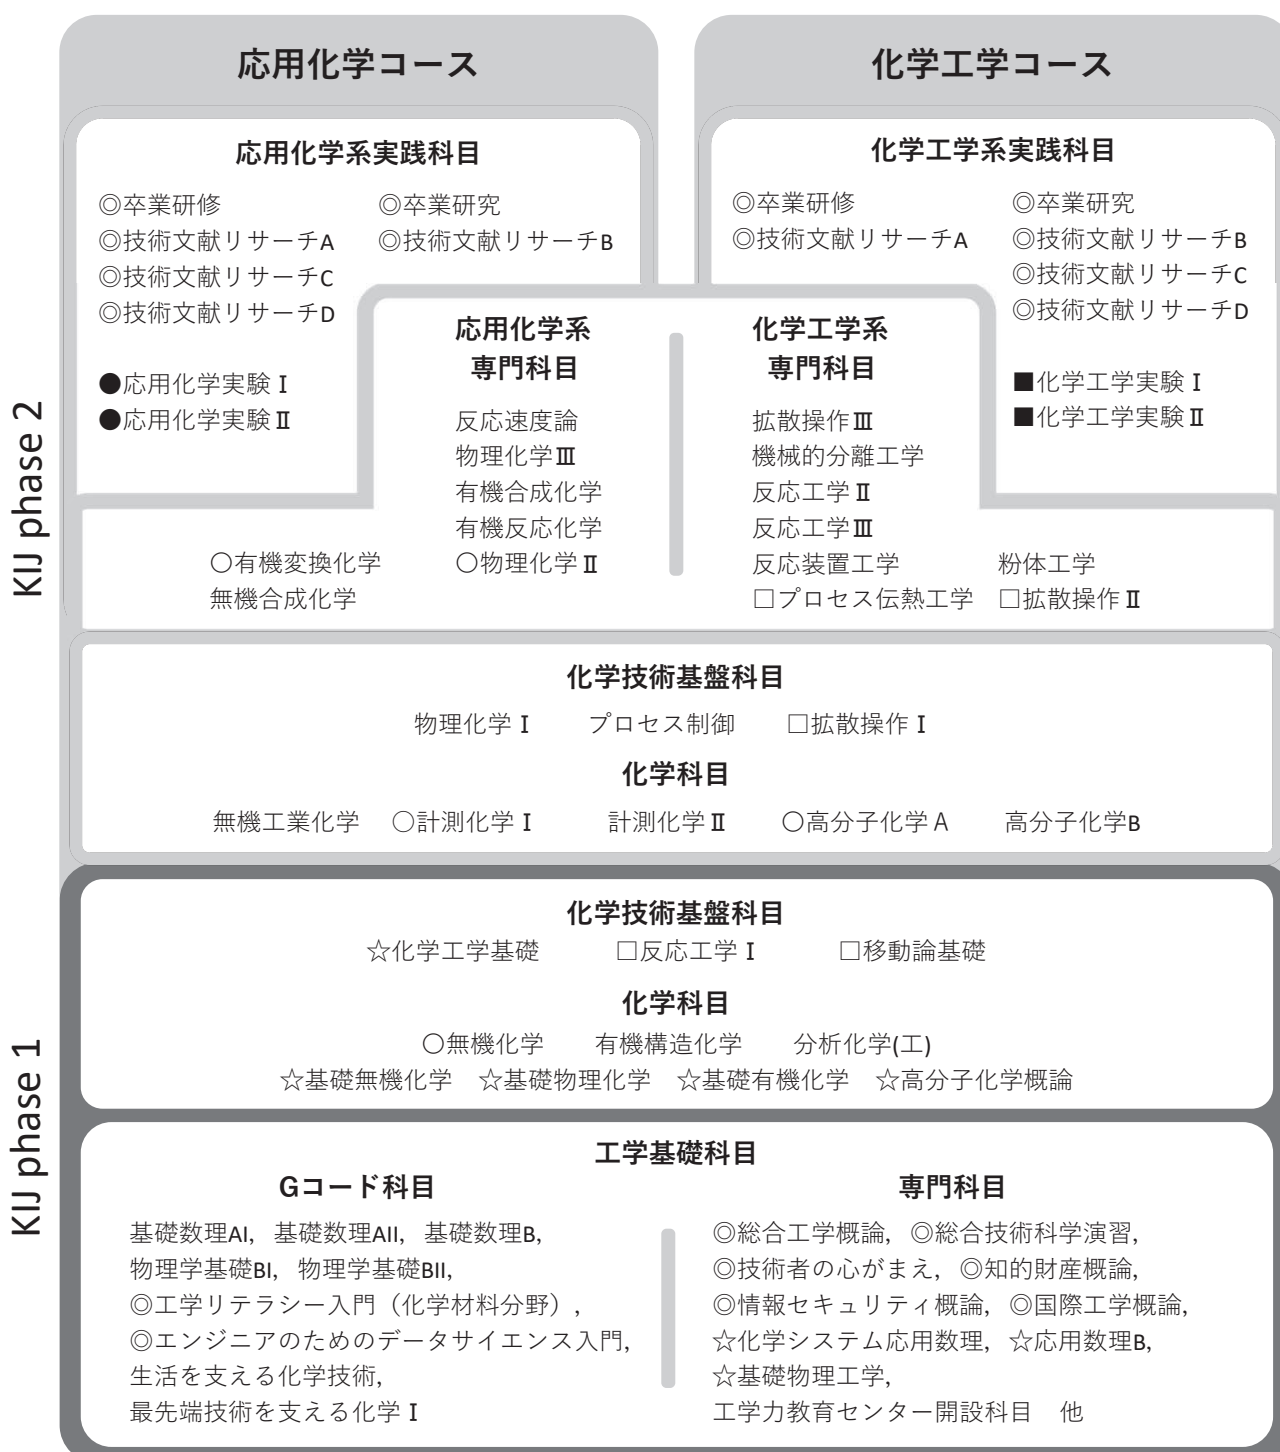 応用化学コース
応用化学系実践科目
◎卒業研修 ◎卒業研究
◎技術文献リサーチA ◎技術文献リサーチB
◎技術文献リサーチC
◎技術文献リサーチD
●応用化学実験Ⅰ
●応用化学実験Ⅱ
化学工学コース
化学工学系実践科目
◎卒業研修 ◎卒業研究
◎技術文献リサーチA ◎技術文献リサーチB
◎技術文献リサーチC
◎技術文献リサーチD
■化学工学実験Ⅰ
■化学工学実験Ⅱ
KIJ phase 2
応用化学系
専門科目
反応速度論
物理化学Ⅲ
有機合成化学
有機反応化学
〇有機変換化学 〇物理化学Ⅱ
無機合成化学
化学工学系
専門科目
拡散操作Ⅲ
機械的分離工学
反応工学Ⅱ
反応工学Ⅲ
反応装置工学 粉体工学
□プロセス伝熱工学 □拡散操作Ⅱ
化学技術基盤科目
物理化学Ⅰ プロセス制御 □拡散操作Ⅰ
化学科目
無機工業化学 〇計測化学Ⅰ 計測化学Ⅱ 〇高分子化学A 高分子化学B
KIJ phase 1
化学技術基盤科目
☆化学工学基礎 □反応工学Ⅰ □移動論基礎
化学科目
〇無機化学 有機構造化学 分析化学(工)
☆基礎無機化学 ☆基礎物理化学 ☆基礎有機化学 ☆高分子化学概論
工学基礎科目
Gコード科目
基礎数理AI, 基礎数理AII, 基礎数理B,
物理学基礎BI, 物理学基礎BII,
◎工学リテラシー入門（化学材料分野）,
◎エンジニアのためのデータサイエンス入門,
生活を支える化学技術,
最先端技術を支える化学Ⅰ
専門科目
◎総合工学概論, ◎総合技術科学演習,
◎技術者の心がまえ, ◎知的財産概論,
◎情報セキュリティ概論, ◎国際工学概論,
☆化学システム応用数理, ☆応用数理B,
☆基礎物理工学,
工学力教育センター開設科目 他